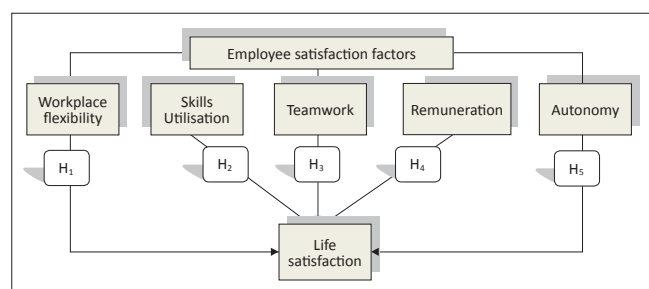 Employee satisfaction factors
Workplace
flexibility
Skills
Utilisation
Teamwork
Remuneration
Autonomy
H₁
H₂
H₃
H₄
H₅
Life
satisfaction